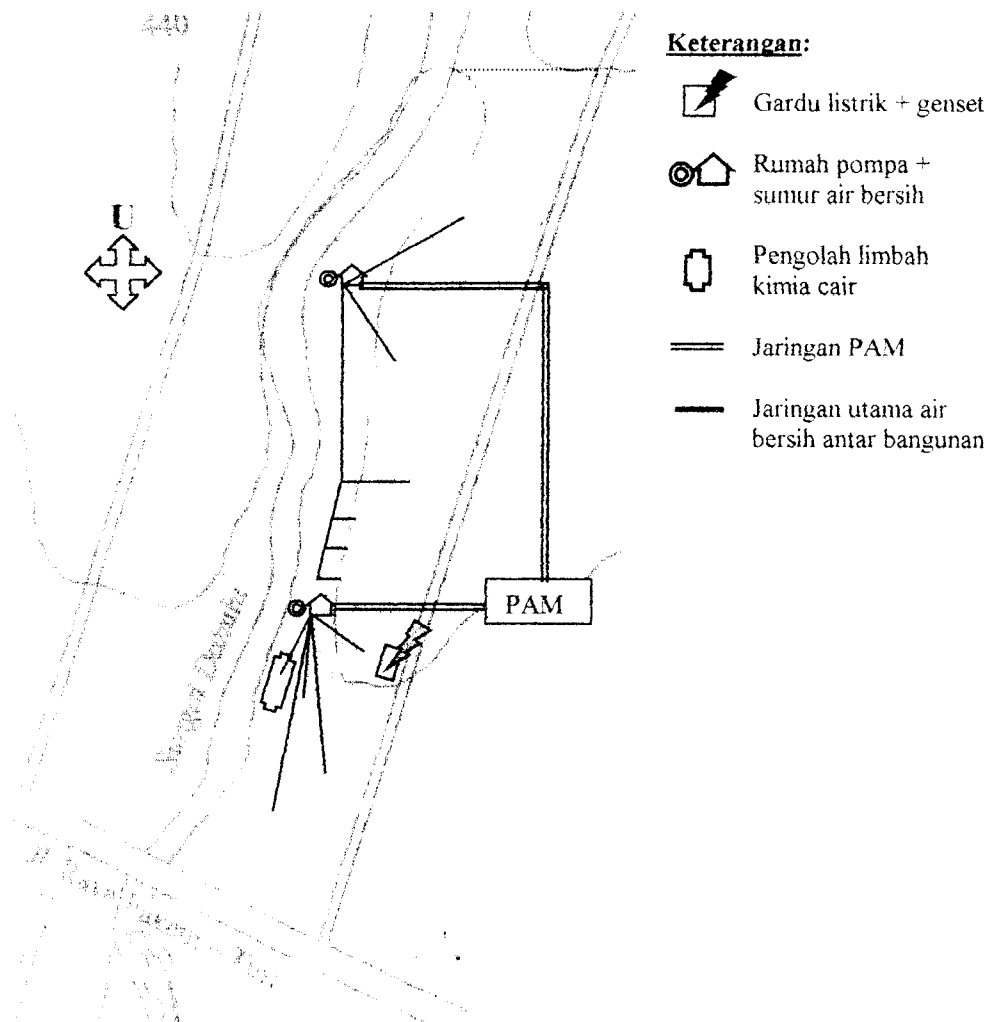 440
Keterangan:
Gardu listrik + genset
U
Rumah pompa +
sumur air bersih
Pengolah limbah
kimia cair
Jaringan PAM
Jaringan utama air
bersih antar bangunan
PAM